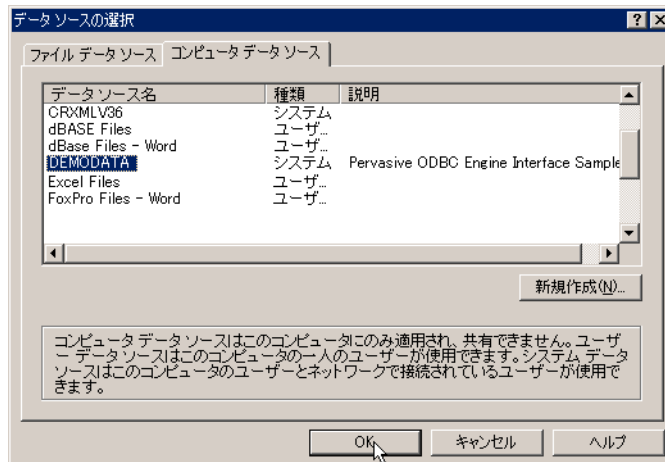 データ ソースの選択
ファイル データ ソース コンピュータ データ ソース
データ ソース名 種類 説明
CRXMLV36 システム
dBASE Files ユーザ...
dBase Files - Word ユーザ...
DEMODATA システム Pervasive ODBC Engine Interface Sample
Excel Files ユーザ...
FoxPro Files - Word ユーザ...
新規作成(N)...
コンピュータ データ ソースはこのコンピュータにのみ適用され、共有できません。ユーザ
ー データ ソースはこのコンピュータの一人のユーザーが使用できます。システム データ
ソースはこのコンピュータのユーザーとネットワークで接続されているユーザーが使用で
きます。
OK キャンセル ヘルプ